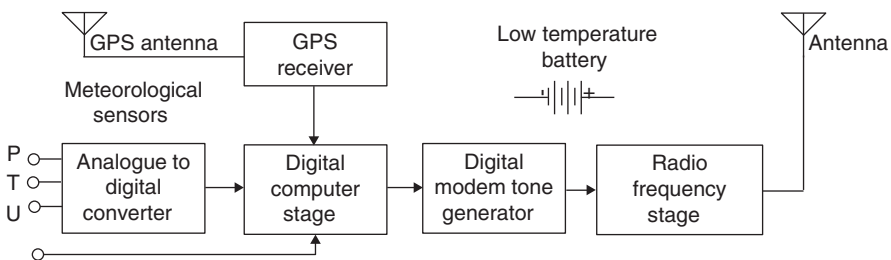 GPS antenna
GPS
receiver
Low temperature
battery
Antenna
Meteorological
sensors
P
T
U
Analogue to
digital
converter
Digital
computer
stage
Digital
modem tone
generator
Radio
frequency
stage